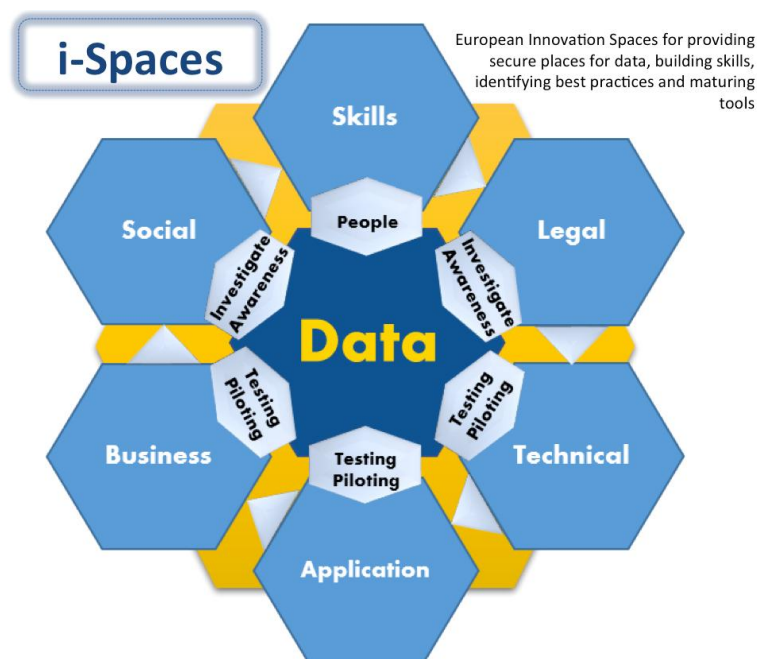 i-Spaces
European Innovation Spaces for providing
secure places for data, building skills,
identifying best practices and maturing
tools
Skills
People
Social
Legal
Investigate
Awareness
Investigate
Awareness
Data
Testing
Piloting
Testing
Piloting
Business
Technical
Testing
Piloting
Application